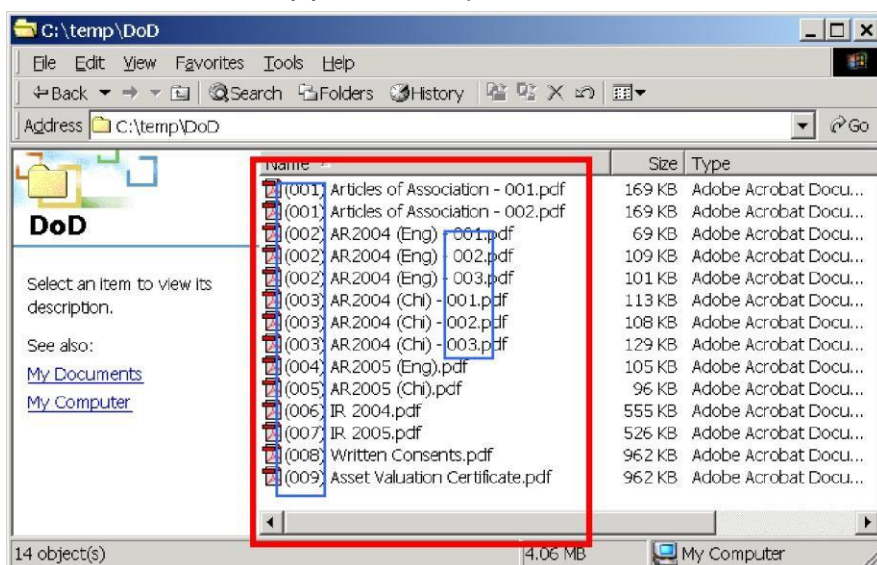 C:\temp\DoD
File Edit View Favorites Tools Help
Back Search Folders History
Address C:\temp\DoD Go
DoD
Select an item to view its
description.
See also:
My Documents
My Computer
Name Size Type
(001) Articles of Association - 001.pdf 169 KB Adobe Acrobat Docu...
(001) Articles of Association - 002.pdf 169 KB Adobe Acrobat Docu...
(002) AR2004 (Eng) - 001.pdf 69 KB Adobe Acrobat Docu...
(002) AR2004 (Eng) - 002.pdf 109 KB Adobe Acrobat Docu...
(002) AR2004 (Eng) - 003.pdf 101 KB Adobe Acrobat Docu...
(003) AR2004 (Chi) - 001.pdf 113 KB Adobe Acrobat Docu...
(003) AR2004 (Chi) - 002.pdf 108 KB Adobe Acrobat Docu...
(003) AR2004 (Chi) - 003.pdf 129 KB Adobe Acrobat Docu...
(004) AR2005 (Eng).pdf 105 KB Adobe Acrobat Docu...
(005) AR2005 (Chi).pdf 96 KB Adobe Acrobat Docu...
(006) IR 2004.pdf 555 KB Adobe Acrobat Docu...
(007) IR 2005.pdf 526 KB Adobe Acrobat Docu...
(008) Written Consents.pdf 962 KB Adobe Acrobat Docu...
(009) Asset Valuation Certificate.pdf 962 KB Adobe Acrobat Docu...
14 object(s) 4.06 MB My Computer